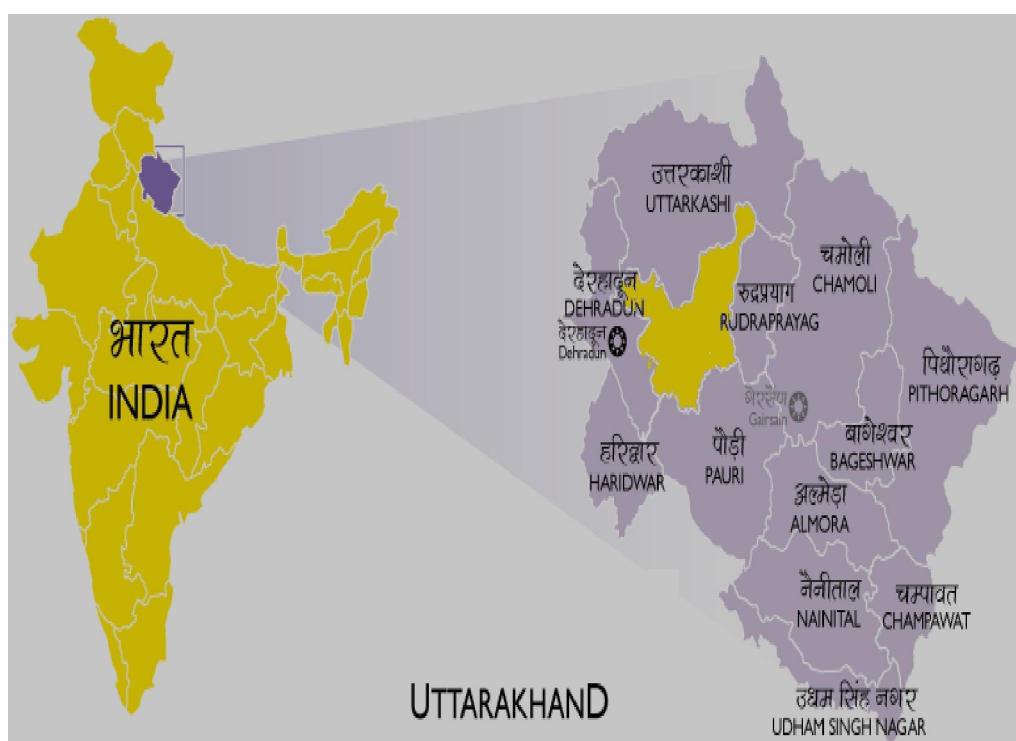 भारत
INDIA
उत्तरकाशी
UTTARKASHI
चमोली
CHAMOLI
देहरादून
DEHRADUN
देहरादून
Dehradun
रुद्रप्रयाग
RUDRAPRAYAG
पिथौरागढ़
PITHORAGARH
गैरसैण
Gairsain
हरिद्वार
HARIDWAR
पौड़ी
PAURI
बागेश्वर
BAGESHWAR
अल्मोड़ा
ALMORA
नैनीताल
NAINITAL
चम्पावत
CHAMPAWAT
उधम सिंह नगर
UDHAM SINGH NAGAR
UTTARAKHAND